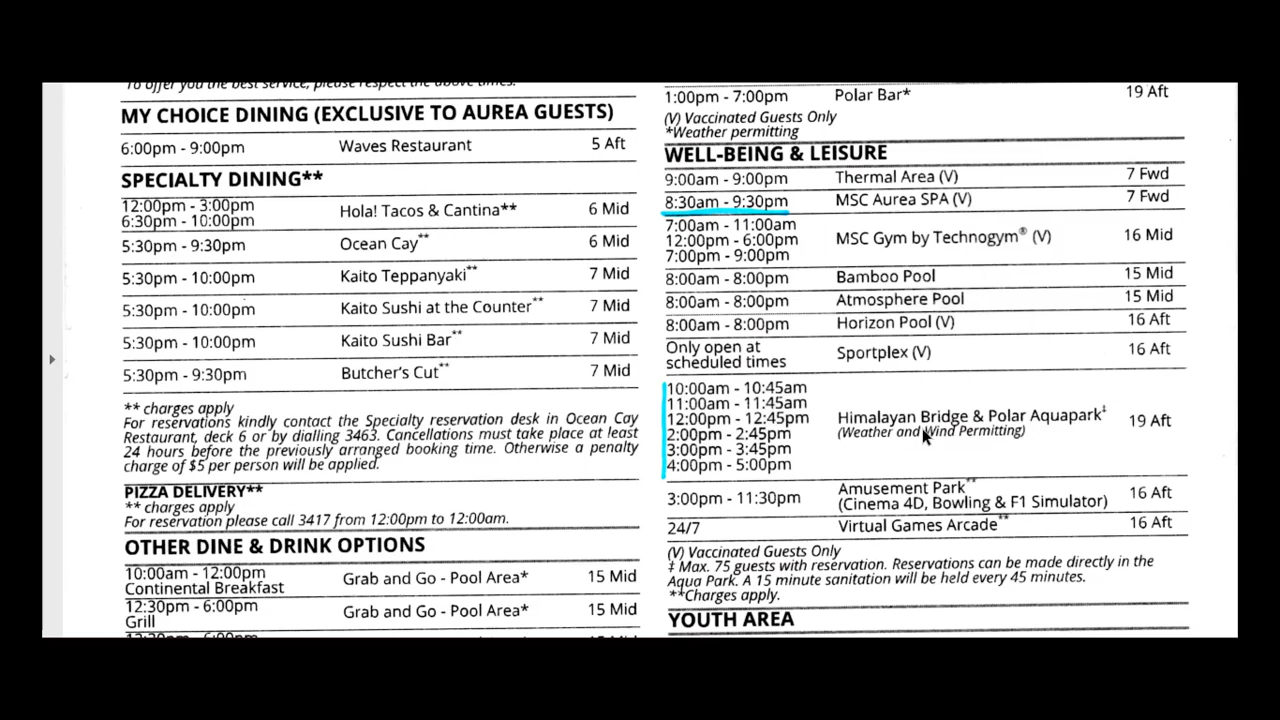 To offer you the best service, please respect the above times.
MY CHOICE DINING (EXCLUSIVE TO AUREA GUESTS)
6:00pm - 9:00pm Waves Restaurant 5 Aft
SPECIALTY DINING**
12:00pm - 3:00pm
6:30pm - 10:00pm Hola! Tacos & Cantina** 6 Mid
5:30pm - 9:30pm Ocean Cay** 6 Mid
5:30pm - 10:00pm Kaito Teppanyaki** 7 Mid
5:30pm - 10:00pm Kaito Sushi at the Counter** 7 Mid
5:30pm - 10:00pm Kaito Sushi Bar** 7 Mid
5:30pm - 9:30pm Butcher's Cut** 7 Mid
** charges apply
For reservations kindly contact the Specialty reservation desk in Ocean Cay
Restaurant, deck 6 or by dialling 3463. Cancellations must take place at least
24 hours before the previously arranged booking time. Otherwise a penalty
charge of $5 per person will be applied.
PIZZA DELIVERY**
** charges apply
For reservation please call 3417 from 12:00pm to 12:00am.
OTHER DINE & DRINK OPTIONS
10:00am - 12:00pm
Continental Breakfast Grab and Go - Pool Area* 15 Mid
12:30pm - 6:00pm
Grill Grab and Go - Pool Area* 15 Mid
1:00pm - 7:00pm Polar Bar* 19 Aft
(V) Vaccinated Guests Only
*Weather permitting
WELL-BEING & LEISURE
9:00am - 9:00pm Thermal Area (V) 7 Fwd
8:30am - 9:30pm MSC Aurea SPA (V) 7 Fwd
7:00am - 11:00am
12:00pm - 6:00pm MSC Gym by Technogym® (V) 16 Mid
7:00pm - 9:00pm
8:00am - 8:00pm Bamboo Pool 15 Mid
8:00am - 8:00pm Atmosphere Pool 15 Mid
8:00am - 8:00pm Horizon Pool (V) 16 Aft
Only open at
scheduled times Sportplex (V) 16 Aft
10:00am - 10:45am
11:00am - 11:45am
12:00pm - 12:45pm Himalayan Bridge & Polar Aquapark‡ 19 Aft
2:00pm - 2:45pm (Weather and Wind Permitting)
3:00pm - 3:45pm
4:00pm - 5:00pm
3:00pm - 11:30pm Amusement Park** 16 Aft
(Cinema 4D, Bowling & F1 Simulator)
24/7 Virtual Games Arcade** 16 Aft
(V) Vaccinated Guests Only
‡ Max. 75 guests with reservation. Reservations can be made directly in the
Aqua Park. A 15 minute sanitation will be held every 45 minutes.
**Charges apply.
YOUTH AREA